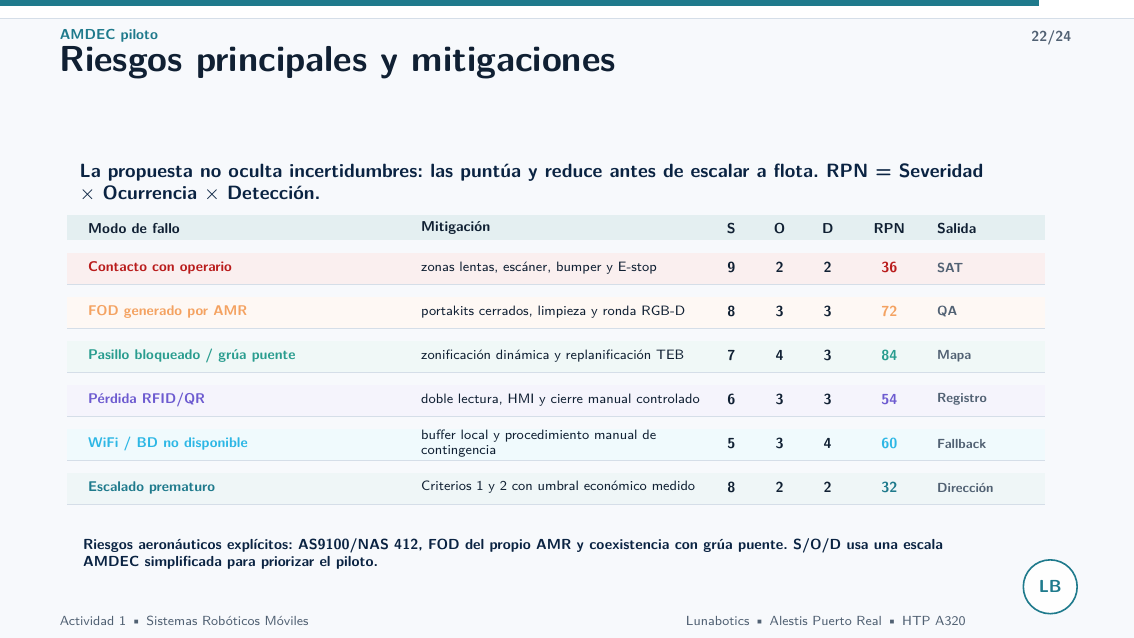 AMDEC piloto
22/24
Riesgos principales y mitigaciones
La propuesta no oculta incertidumbres: las puntúa y reduce antes de escalar a flota. RPN = Severidad
× Ocurrencia × Detección.
Modo de fallo Mitigación S O D RPN Salida
Contacto con operario zonas lentas, escáner, bumper y E-stop 9 2 2 36 SAT
FOD generado por AMR portakits cerrados, limpieza y ronda RGB-D 8 3 3 72 QA
Pasillo bloqueado / grúa puente zonificación dinámica y replanificación TEB 7 4 3 84 Mapa
Pérdida RFID/QR doble lectura, HMI y cierre manual controlado 6 3 3 54 Registro
WiFi / BD no disponible buffer local y procedimiento manual de
contingencia 5 3 4 60 Fallback
Escalado prematuro Criterios 1 y 2 con umbral económico medido 8 2 2 32 Dirección
Riesgos aeronáuticos explícitos: AS9100/NAS 412, FOD del propio AMR y coexistencia con grúa puente. S/O/D usa una escala
AMDEC simplificada para priorizar el piloto.
LB
Actividad 1 ▪ Sistemas Robóticos Móviles
Lunabotics ▪ Alestis Puerto Real ▪ HTP A320